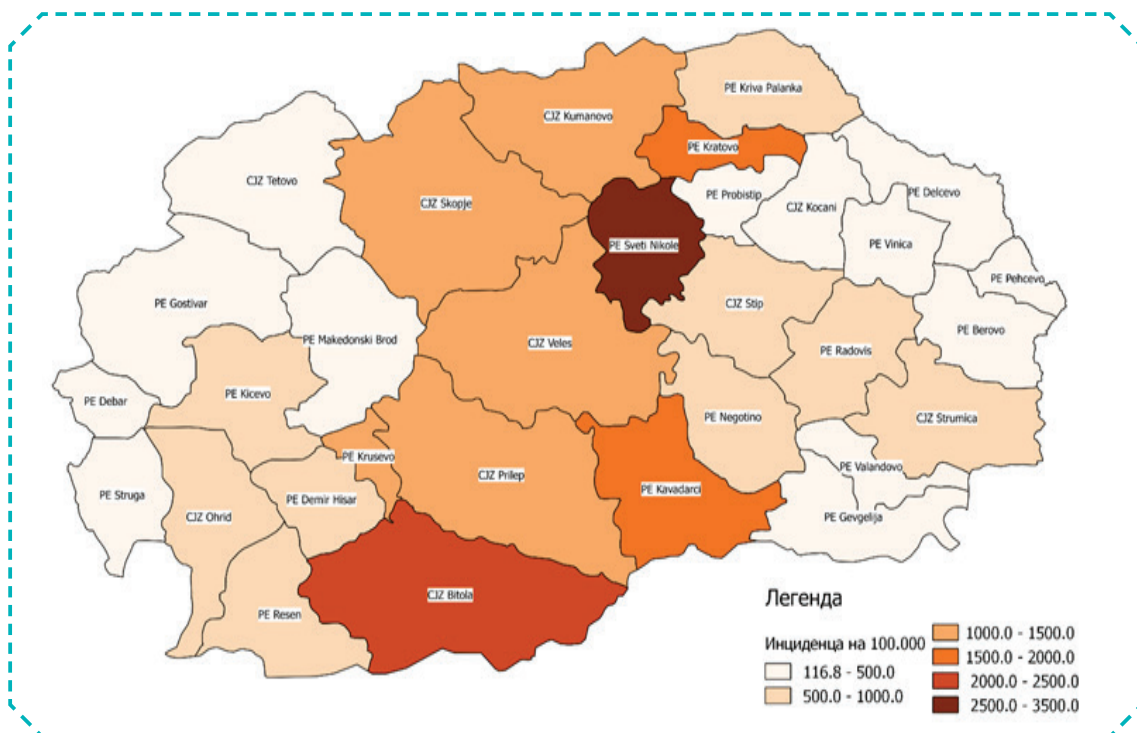 PE Kriva Palanka
CJZ Kumanovo
PE Kratovo
CJZ Tetovo
PE Probistip
PE Delcevo
CJZ Skopje
CJZ Kocani
PE Sveti Nikole
PE Vinica
PE Pehcevo
PE Gostivar
CJZ Stip
PE Berovo
PE Makedonski Brod
CJZ Veles
PE Radovis
PE Kicevo
PE Debar
PE Negotino
CJZ Strumica
PE Krusevo
PE Valandovo
CJZ Prilep
PE Kavadarci
PE Struga
PE Demir Hisar
CJZ Ohrid
PE Gevgelija
CJZ Bitola
PE Resen
Легенда
Инциденца на 100.000
116.8 - 500.0
500.0 - 1000.0
1000.0 - 1500.0
1500.0 - 2000.0
2000.0 - 2500.0
2500.0 - 3500.0